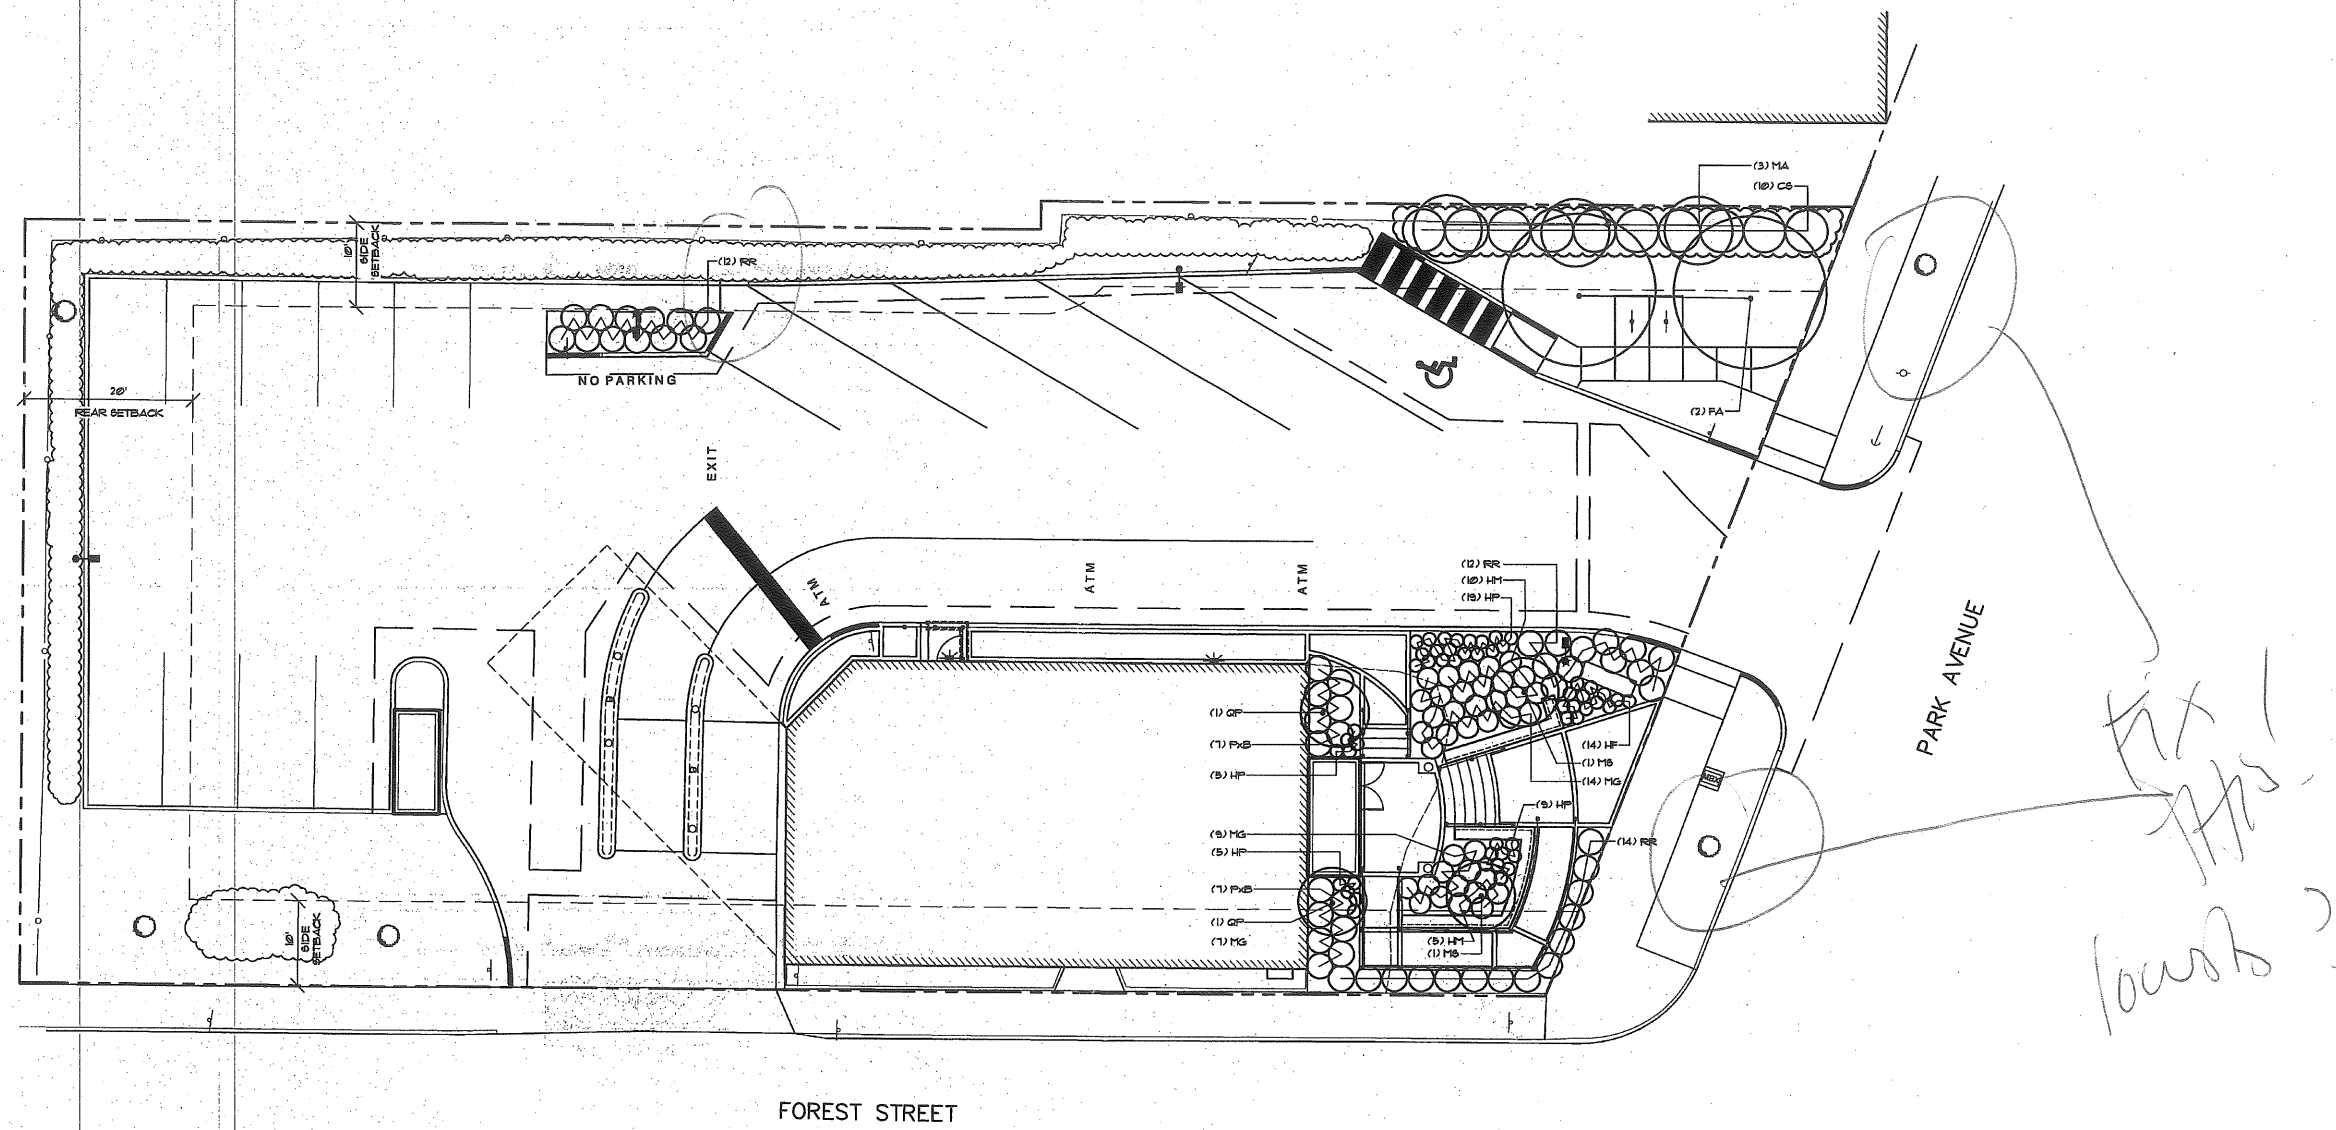 (3) MA
(10) CS
10'
SIDE
SETBACK
(12) RR
20'
REAR SETBACK
NO PARKING
(2) PA
EXIT
ATM
ATM
ATM
(12) RR
(10) HM
(19) HP
PARK AVENUE
(1) QP
(7) PxB
(5) HP
(14) HF
(1) MS
(14) MG
MBX
(9) HP
(9) MG
(5) HP
(14) RR
(7) PxB
(1) QP
(7) MG
(5) HM
(1) MS
10'
SIDE
SETBACK
fix
locusts
FOREST STREET